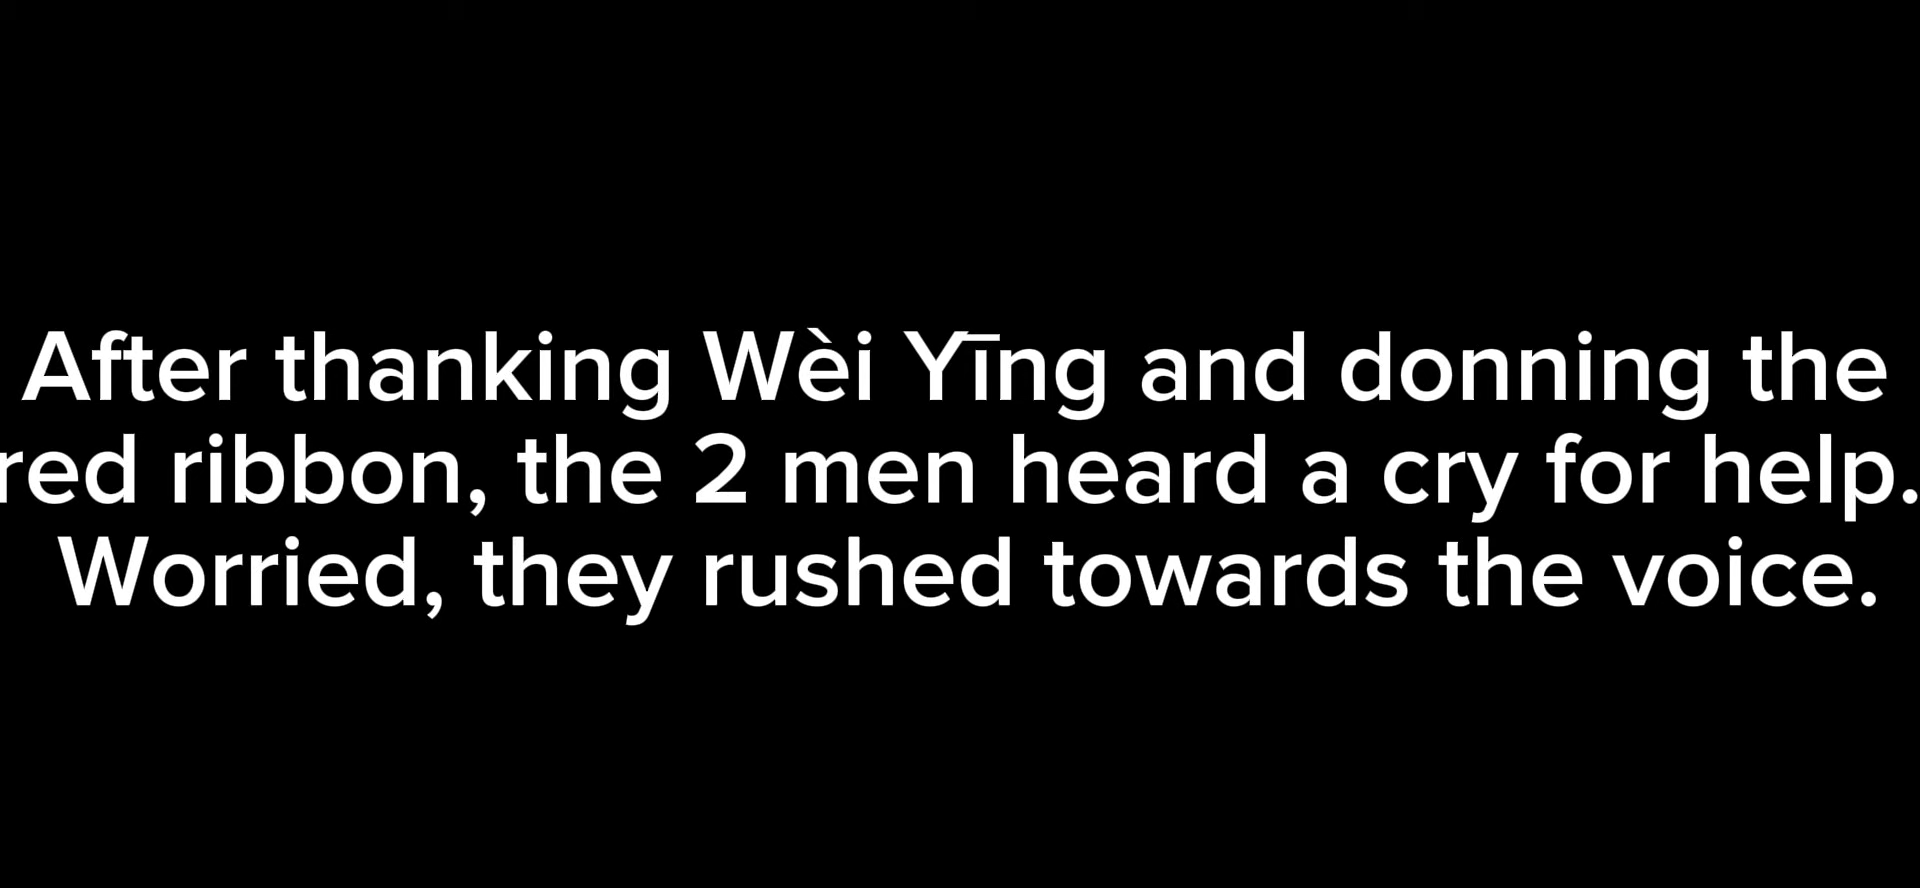 After thanking Wèi Yīng and donning the
red ribbon, the 2 men heard a cry for help.
Worried, they rushed towards the voice.